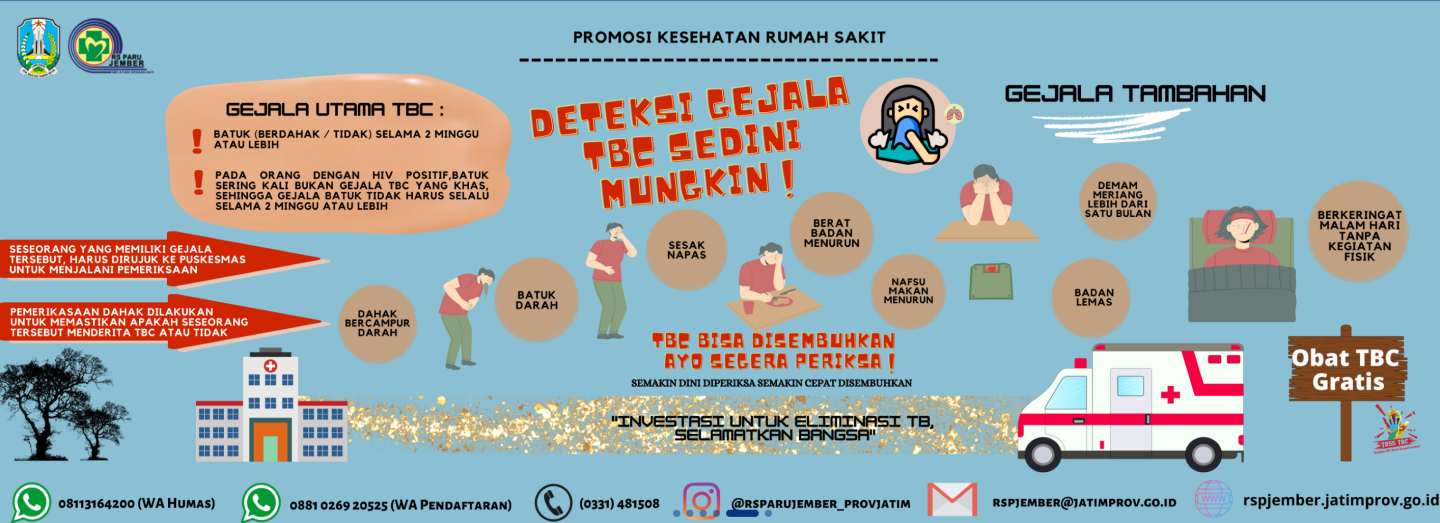 RS PARU
JEMBER
PROMOSI KESEHATAN RUMAH SAKIT
GEJALA UTAMA TBC :
BATUK (BERDAHAK / TIDAK) SELAMA 2 MINGGU
ATAU LEBIH
PADA ORANG DENGAN HIV POSITIF,BATUK
SERING KALI BUKAN GEJALA TBC YANG KHAS,
SEHINGGA GEJALA BATUK TIDAK HARUS SELALU
SELAMA 2 MINGGU ATAU LEBIH
DETEKSI GEJALA
TBC SEDINI
MUNGKIN !
GEJALA TAMBAHAN
SESEORANG YANG MEMILIKI GEJALA
TERSEBUT, HARUS DIRUJUK KE PUSKESMAS
UNTUK MENJALANI PEMERIKSAAN
PEMERIKASAAN DAHAK DILAKUKAN
UNTUK MEMASTIKAN APAKAH SESEORANG
TERSEBUT MENDERITA TBC ATAU TIDAK
DAHAK
BERCAMPUR
DARAH
BATUK
DARAH
SESAK
NAPAS
BERAT
BADAN
MENURUN
NAFSU
MAKAN
MENURUN
DEMAM
MERIANG
LEBIH DARI
SATU BULAN
BADAN
LEMAS
BERKERINGAT
MALAM HARI
TANPA
KEGIATAN
FISIK
TBC BISA DISEMBUHKAN
AYO SEGERA PERIKSA !
SEMAKIN DINI DIPERIKSA SEMAKIN CEPAT DISEMBUHKAN
"INVESTASI UNTUK ELIMINASI TB,
SELAMATKAN BANGSA"
Obat TBC
Gratis
TOSS TBC
08113164200 (WA HUMAS)
0881 0269 20525 (WA PENDAFTARAN)
(0331) 481508
@RSPARUJEMBER_PROVJATIM
RSPJEMBER@JATIMPROV.GO.ID
WWW
rspjember.jatimprov.go.id